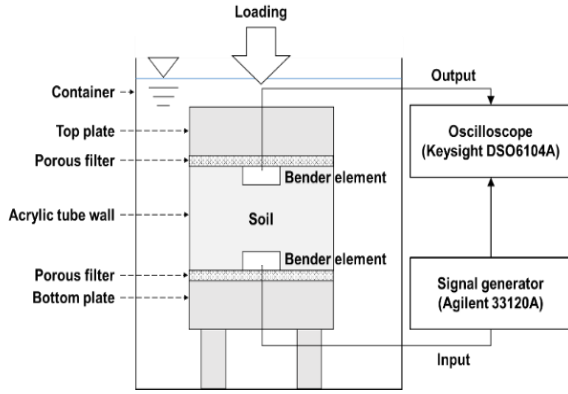 Loading
Output
Container
Top plate
Oscilloscope
(Keysight DSO6104A)
Porous filter
Bender element
Acrylic tube wall
Soil
Bender element
Porous filter
Signal generator
(Agilent 33120A)
Bottom plate
Input